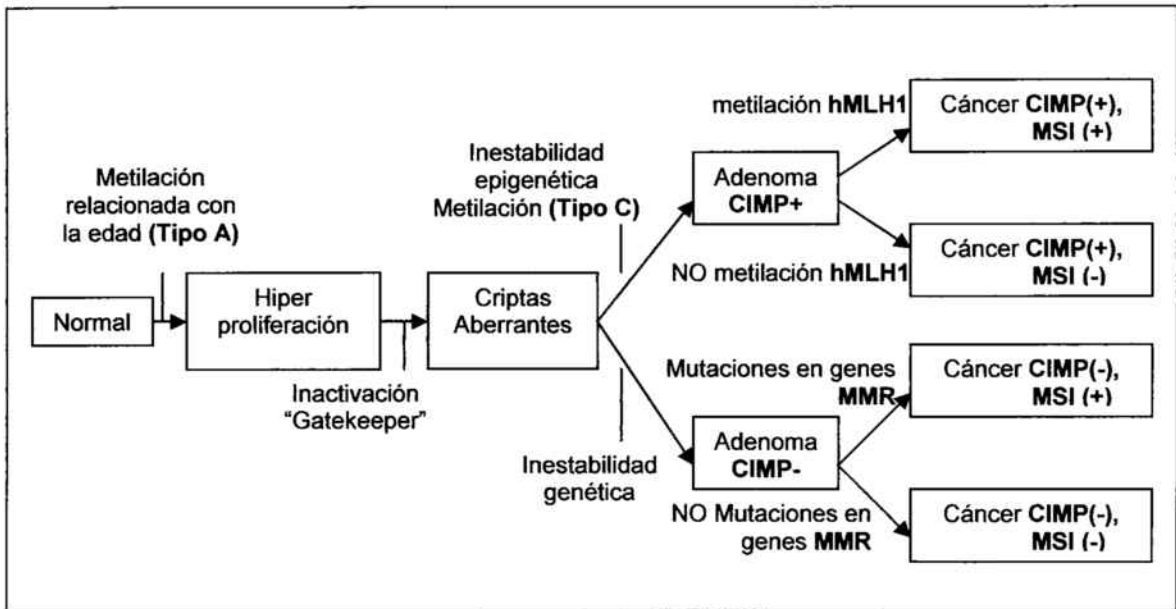 Normal
Metilación
relacionada con
la edad (Tipo A)
Hiper
proliferación
Inactivación
“Gatekeeper”
Criptas
Aberrantes
Inestabilidad
epigenética
Metilación (Tipo C)
Inestabilidad
genética
Adenoma
CIMP+
metilación hMLH1
Cáncer CIMP(+),
MSI (+)
NO metilación hMLH1
Cáncer CIMP(+),
MSI (-)
Adenoma
CIMP-
Mutaciones en genes
MMR
Cáncer CIMP(-),
MSI (+)
NO Mutaciones en
genes MMR
Cáncer CIMP(-),
MSI (-)